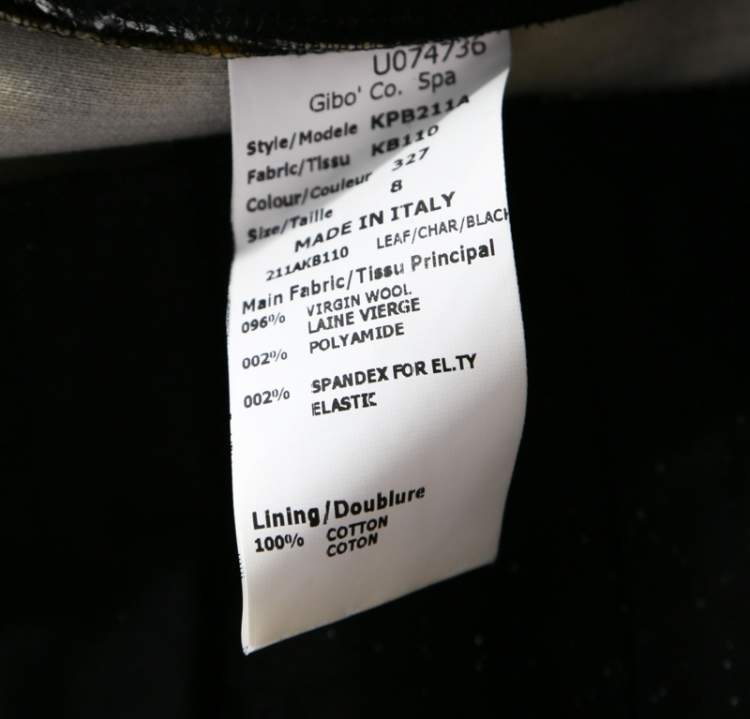 U074736
Gibo' Co. Spa
Style/Modele KPB211A
Fabric/Tissu KB110
Colour/Couleur 327
Size/Taille 8
MADE IN ITALY
211AKB110 LEAF/CHAR/BLACK
Main Fabric/Tissu Principal
096% VIRGIN WOOL
LAINE VIERGE
002% POLYAMIDE
002% SPANDEX FOR EL.TY
ELASTIC
Lining/Doublure
100% COTTON
COTON